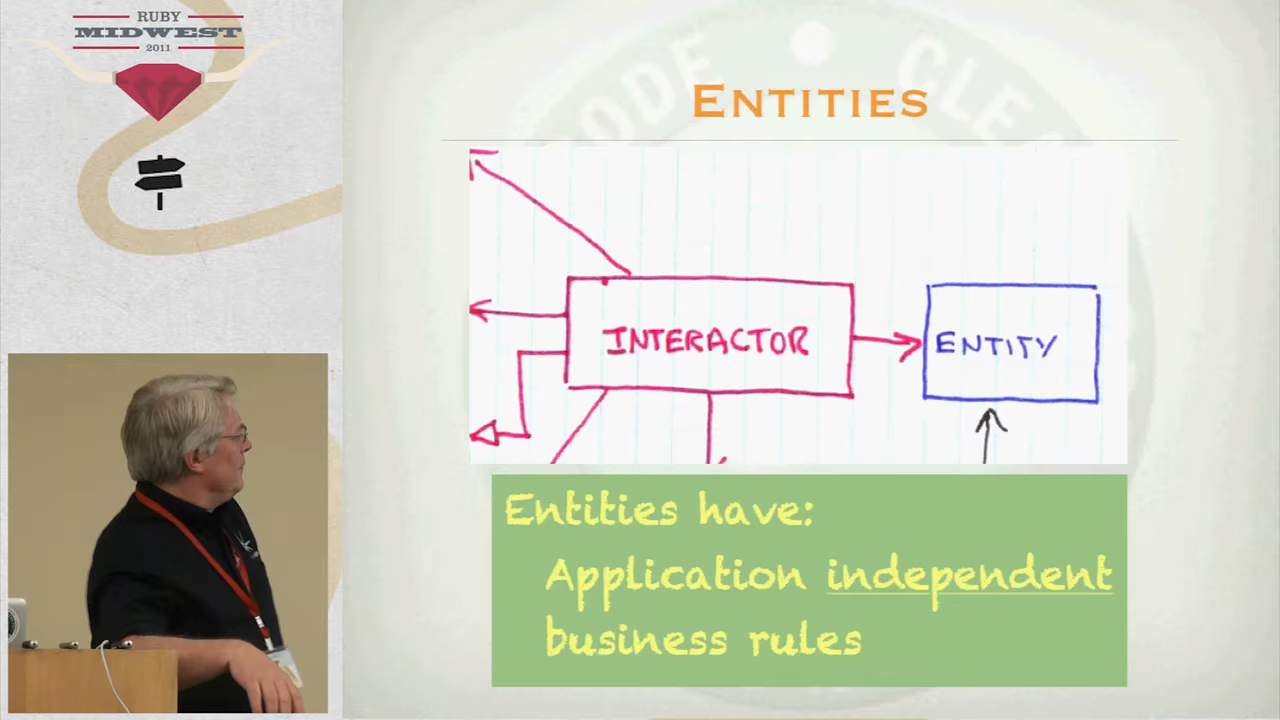 RUBY
MIDWEST
2011
ENTITIES
INTERACTOR
ENTITY
Entities have:
Application independent
business rules